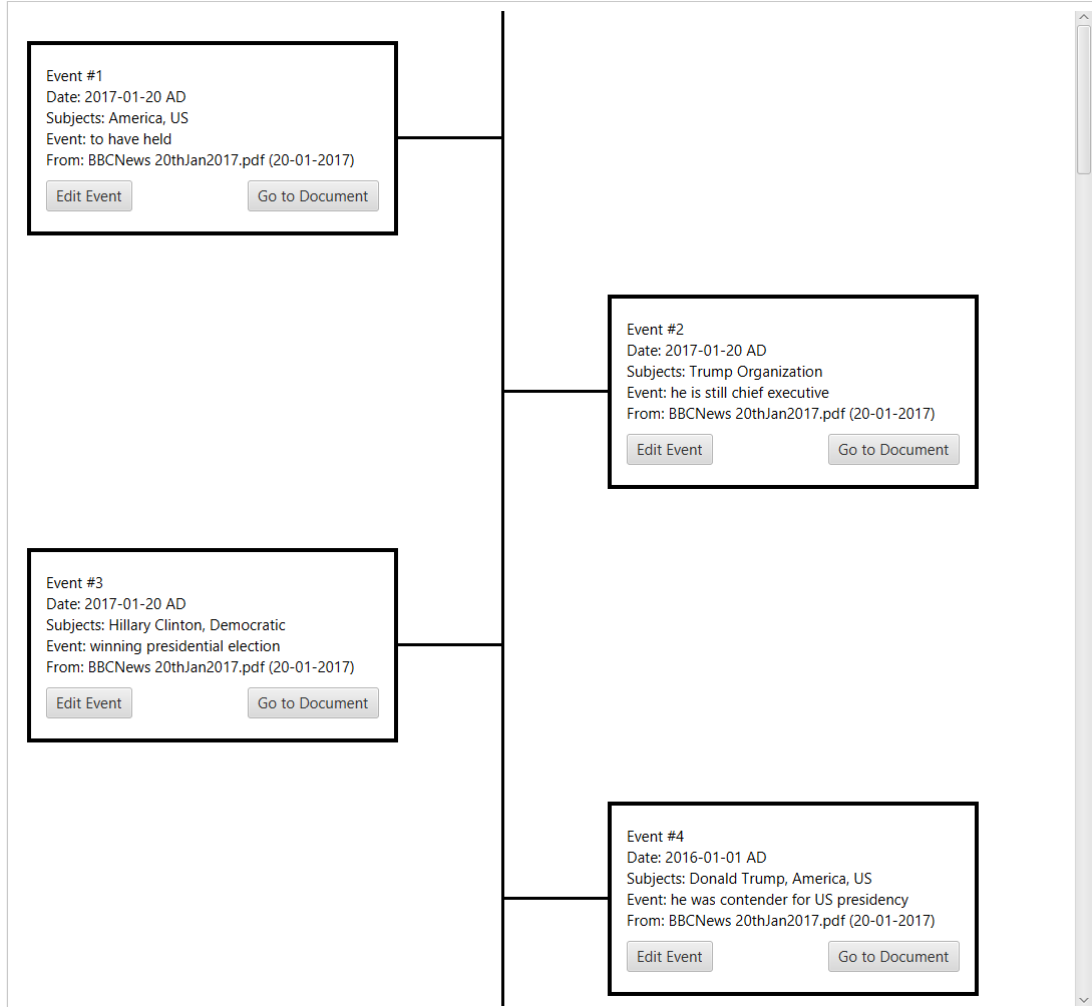 Event #1
Date: 2017-01-20 AD
Subjects: America, US
Event: to have held
From: BBCNews 20thJan2017.pdf (20-01-2017)
Edit Event Go to Document
Event #2
Date: 2017-01-20 AD
Subjects: Trump Organization
Event: he is still chief executive
From: BBCNews 20thJan2017.pdf (20-01-2017)
Edit Event Go to Document
Event #3
Date: 2017-01-20 AD
Subjects: Hillary Clinton, Democratic
Event: winning presidential election
From: BBCNews 20thJan2017.pdf (20-01-2017)
Edit Event Go to Document
Event #4
Date: 2016-01-01 AD
Subjects: Donald Trump, America, US
Event: he was contender for US presidency
From: BBCNews 20thJan2017.pdf (20-01-2017)
Edit Event Go to Document